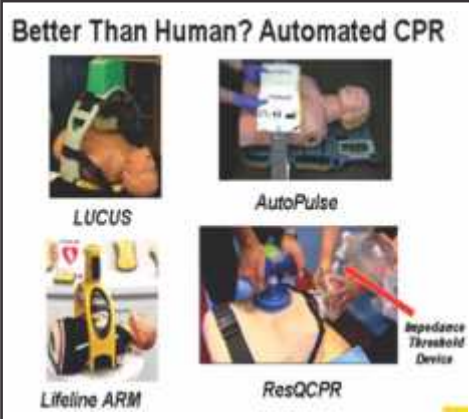 Better Than Human? Automated CPR
LUCUS
AutoPulse
Impedance
Threshold
Device
Lifeline ARM
ResQCPR